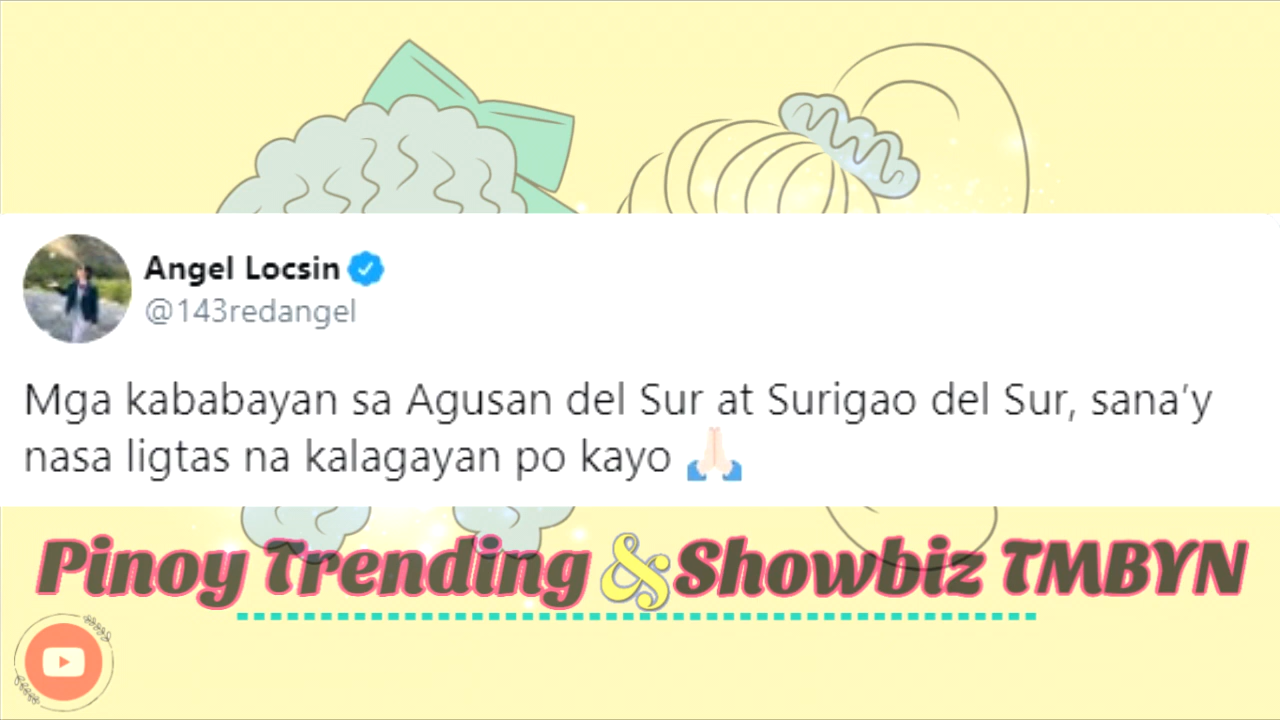 Angel Locsin
@143redangel
Mga kababayan sa Agusan del Sur at Surigao del Sur, sana’y
nasa ligtas na kalagayan po kayo 🙏🏻
Pinoy Trending & Showbiz TMBYN